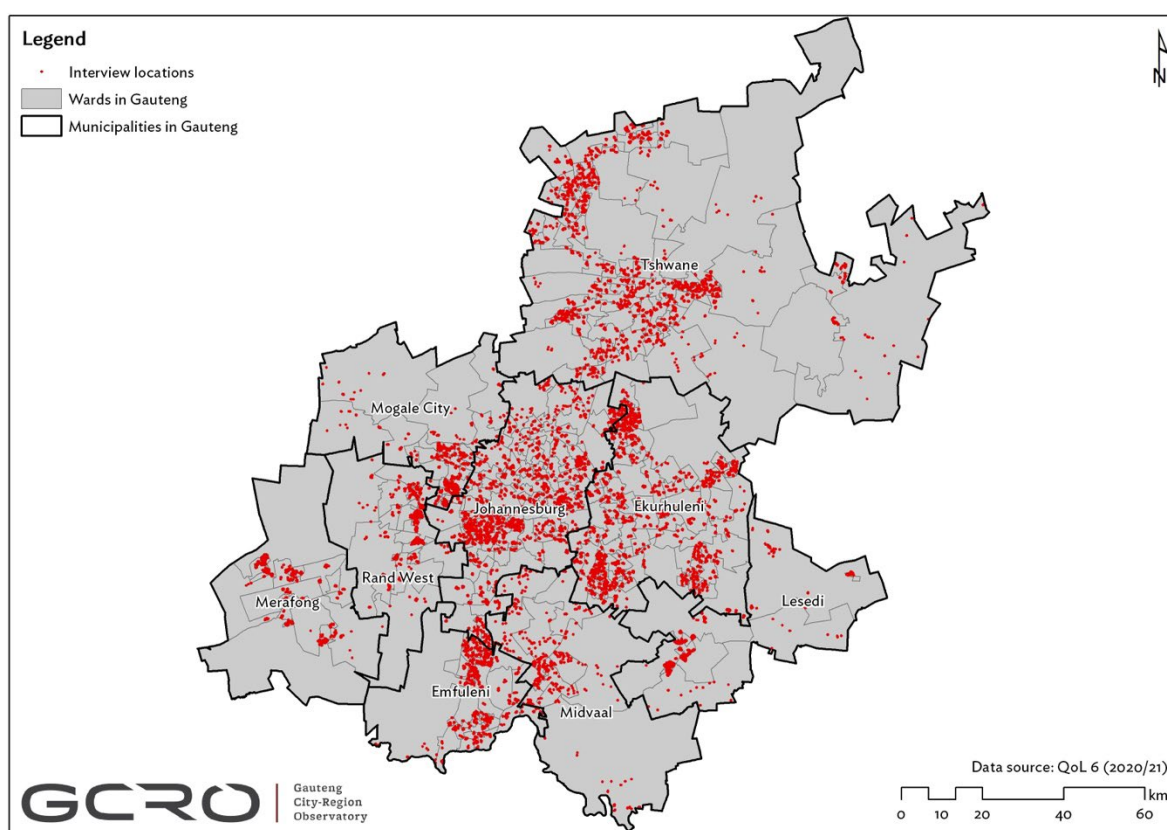 Legend
Interview locations
Wards in Gauteng
Municipalities in Gauteng
N
Tshwane
Mogale City
Johannesburg
Ekurhuleni
Rand West
Merafong
Lesedi
Emfuleni
Midvaal
Data source: QoL 6 (2020/21)
GCRO
Gauteng
City-Region
Observatory
km
0 10 20 40 60